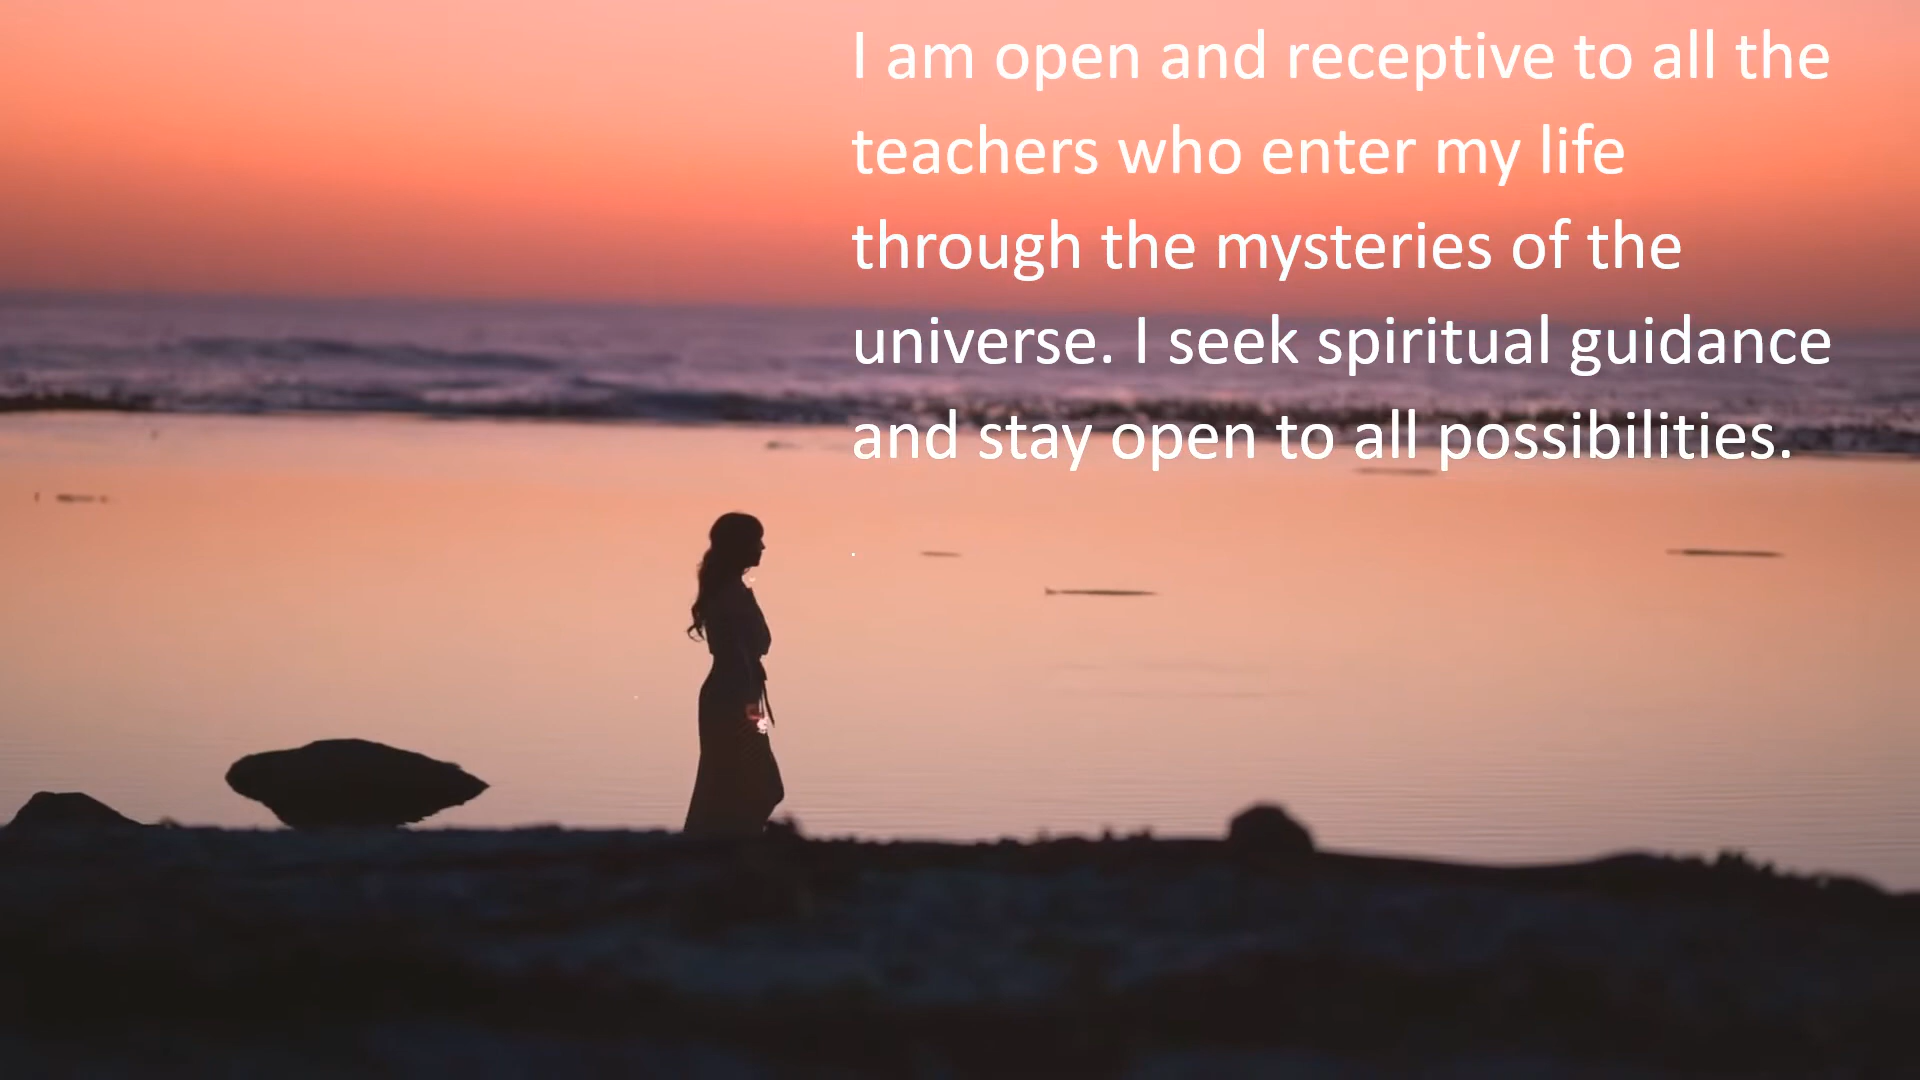 I am open and receptive to all the
teachers who enter my life
through the mysteries of the
universe. I seek spiritual guidance
and stay open to all possibilities.
.